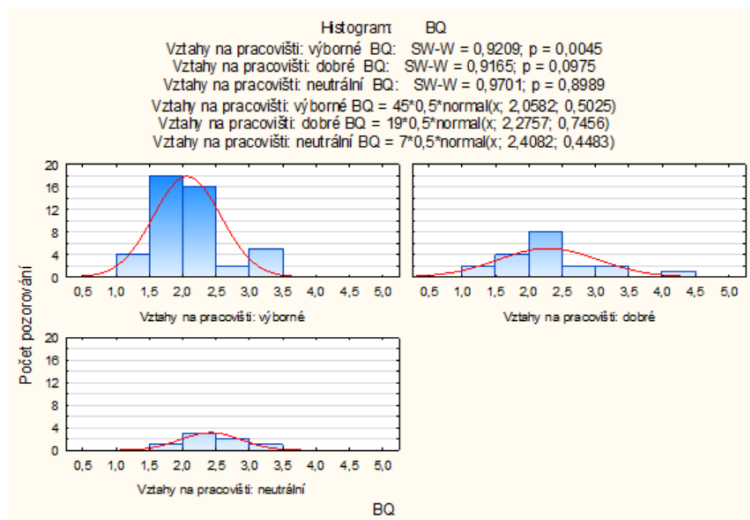 Histogram: BQ
Vztahy na pracovišti: výborné BQ: SW-W = 0,9209; p = 0,0045
Vztahy na pracovišti: dobré BQ: SW-W = 0,9165; p = 0,0975
Vztahy na pracovišti: neutrální BQ: SW-W = 0,9701; p = 0,8989
Vztahy na pracovišti: výborné BQ = 45*0,5*normal(x; 2,0582; 0,5025)
Vztahy na pracovišti: dobré BQ = 19*0,5*normal(x; 2,2757; 0,7456)
Vztahy na pracovišti: neutrální BQ = 7*0,5*normal(x; 2,4082; 0,4483)
20
16
12
8
4
0
0,5 1,0 1,5 2,0 2,5 3,0 3,5 4,0 4,5 5,0
Vztahy na pracovišti: výborné
0,5 1,0 1,5 2,0 2,5 3,0 3,5 4,0 4,5 5,0
Vztahy na pracovišti: dobré
Počet pozorování
20
16
12
8
4
0
0,5 1,0 1,5 2,0 2,5 3,0 3,5 4,0 4,5 5,0
Vztahy na pracovišti: neutrální
BQ